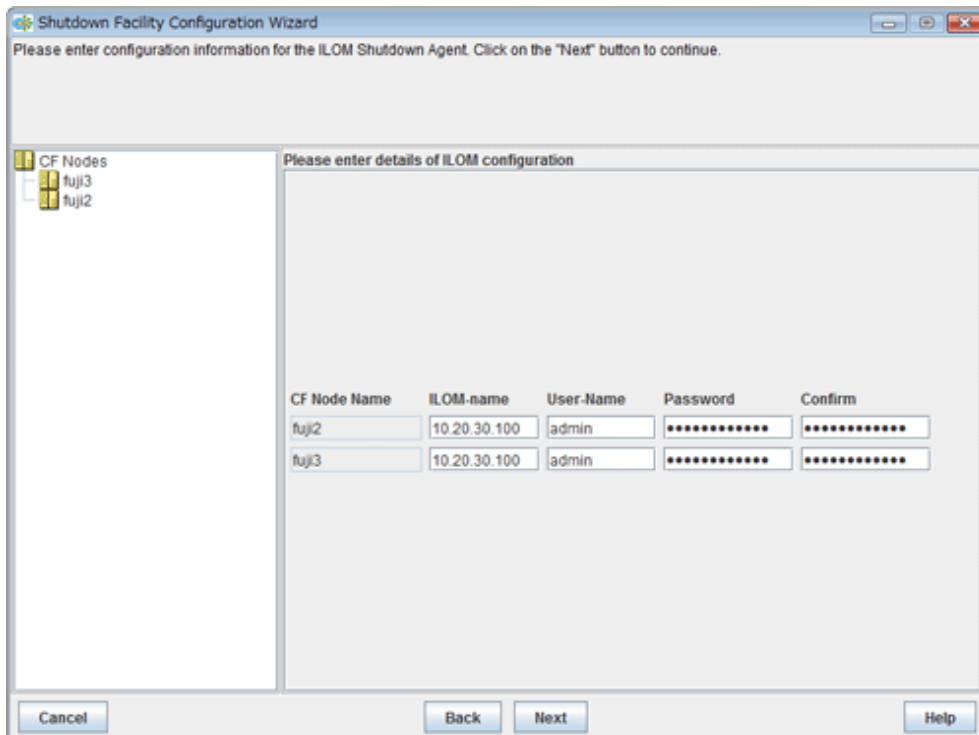 Shutdown Facility Configuration Wizard
Please enter configuration information for the ILOM Shutdown Agent. Click on the "Next" button to continue.
CF Nodes
fuji3
fuji2
Please enter details of ILOM configuration
CF Node Name ILOM-name User-Name Password Confirm
fuji2 10.20.30.100 admin •••••••••••• ••••••••••••
fuji3 10.20.30.100 admin •••••••••••• ••••••••••••
Cancel Back Next Help